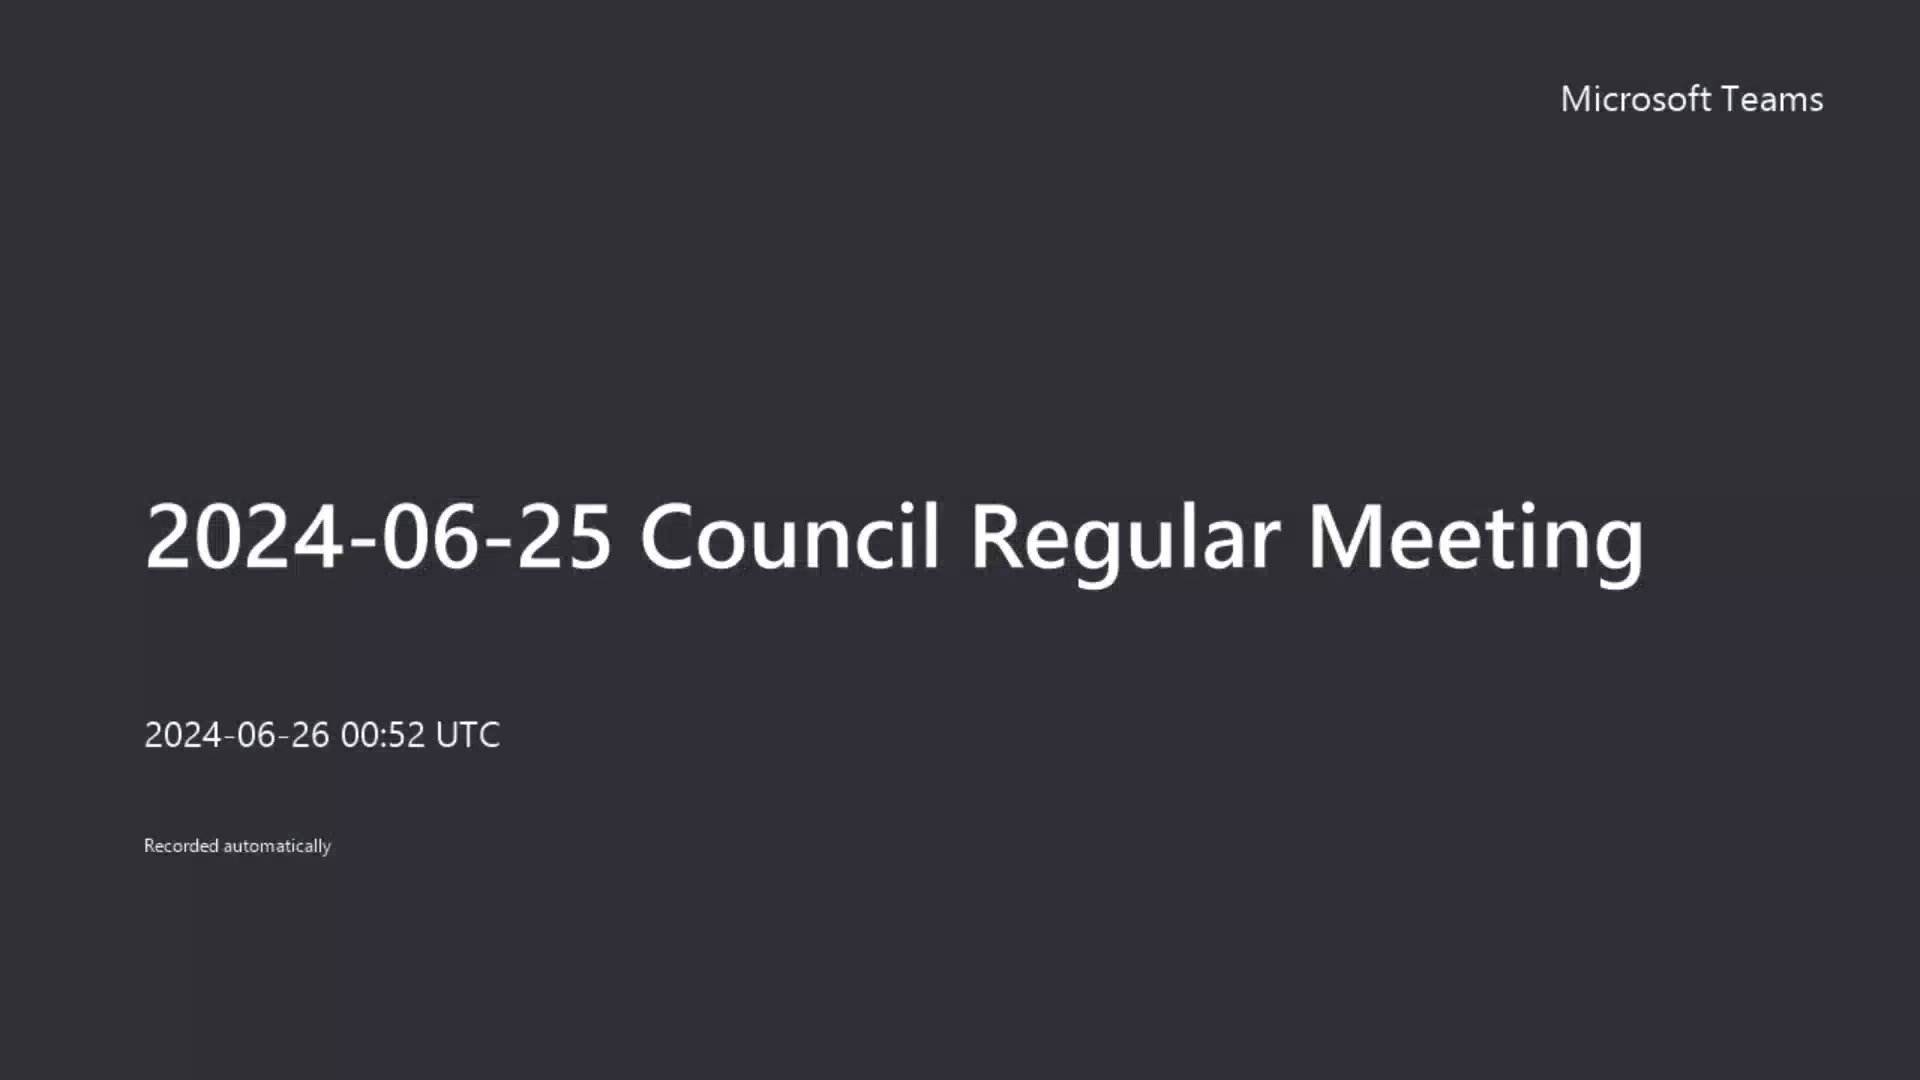 Microsoft Teams
2024-06-25 Council Regular Meeting
2024-06-26 00:52 UTC
Recorded automatically